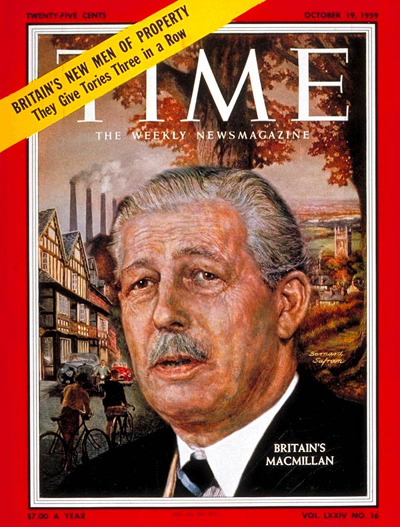 TWENTY-FIVE CENTS
OCTOBER 19, 1959
BRITAIN'S NEW MEN OF PROPERTY
They Give Tories Three in a Row
TIME
THE WEEKLY NEWSMAGAZINE
Bernard
Safran
BRITAIN'S
MACMILLAN
$7.00 A YEAR
VOL. LXXIV NO. 16